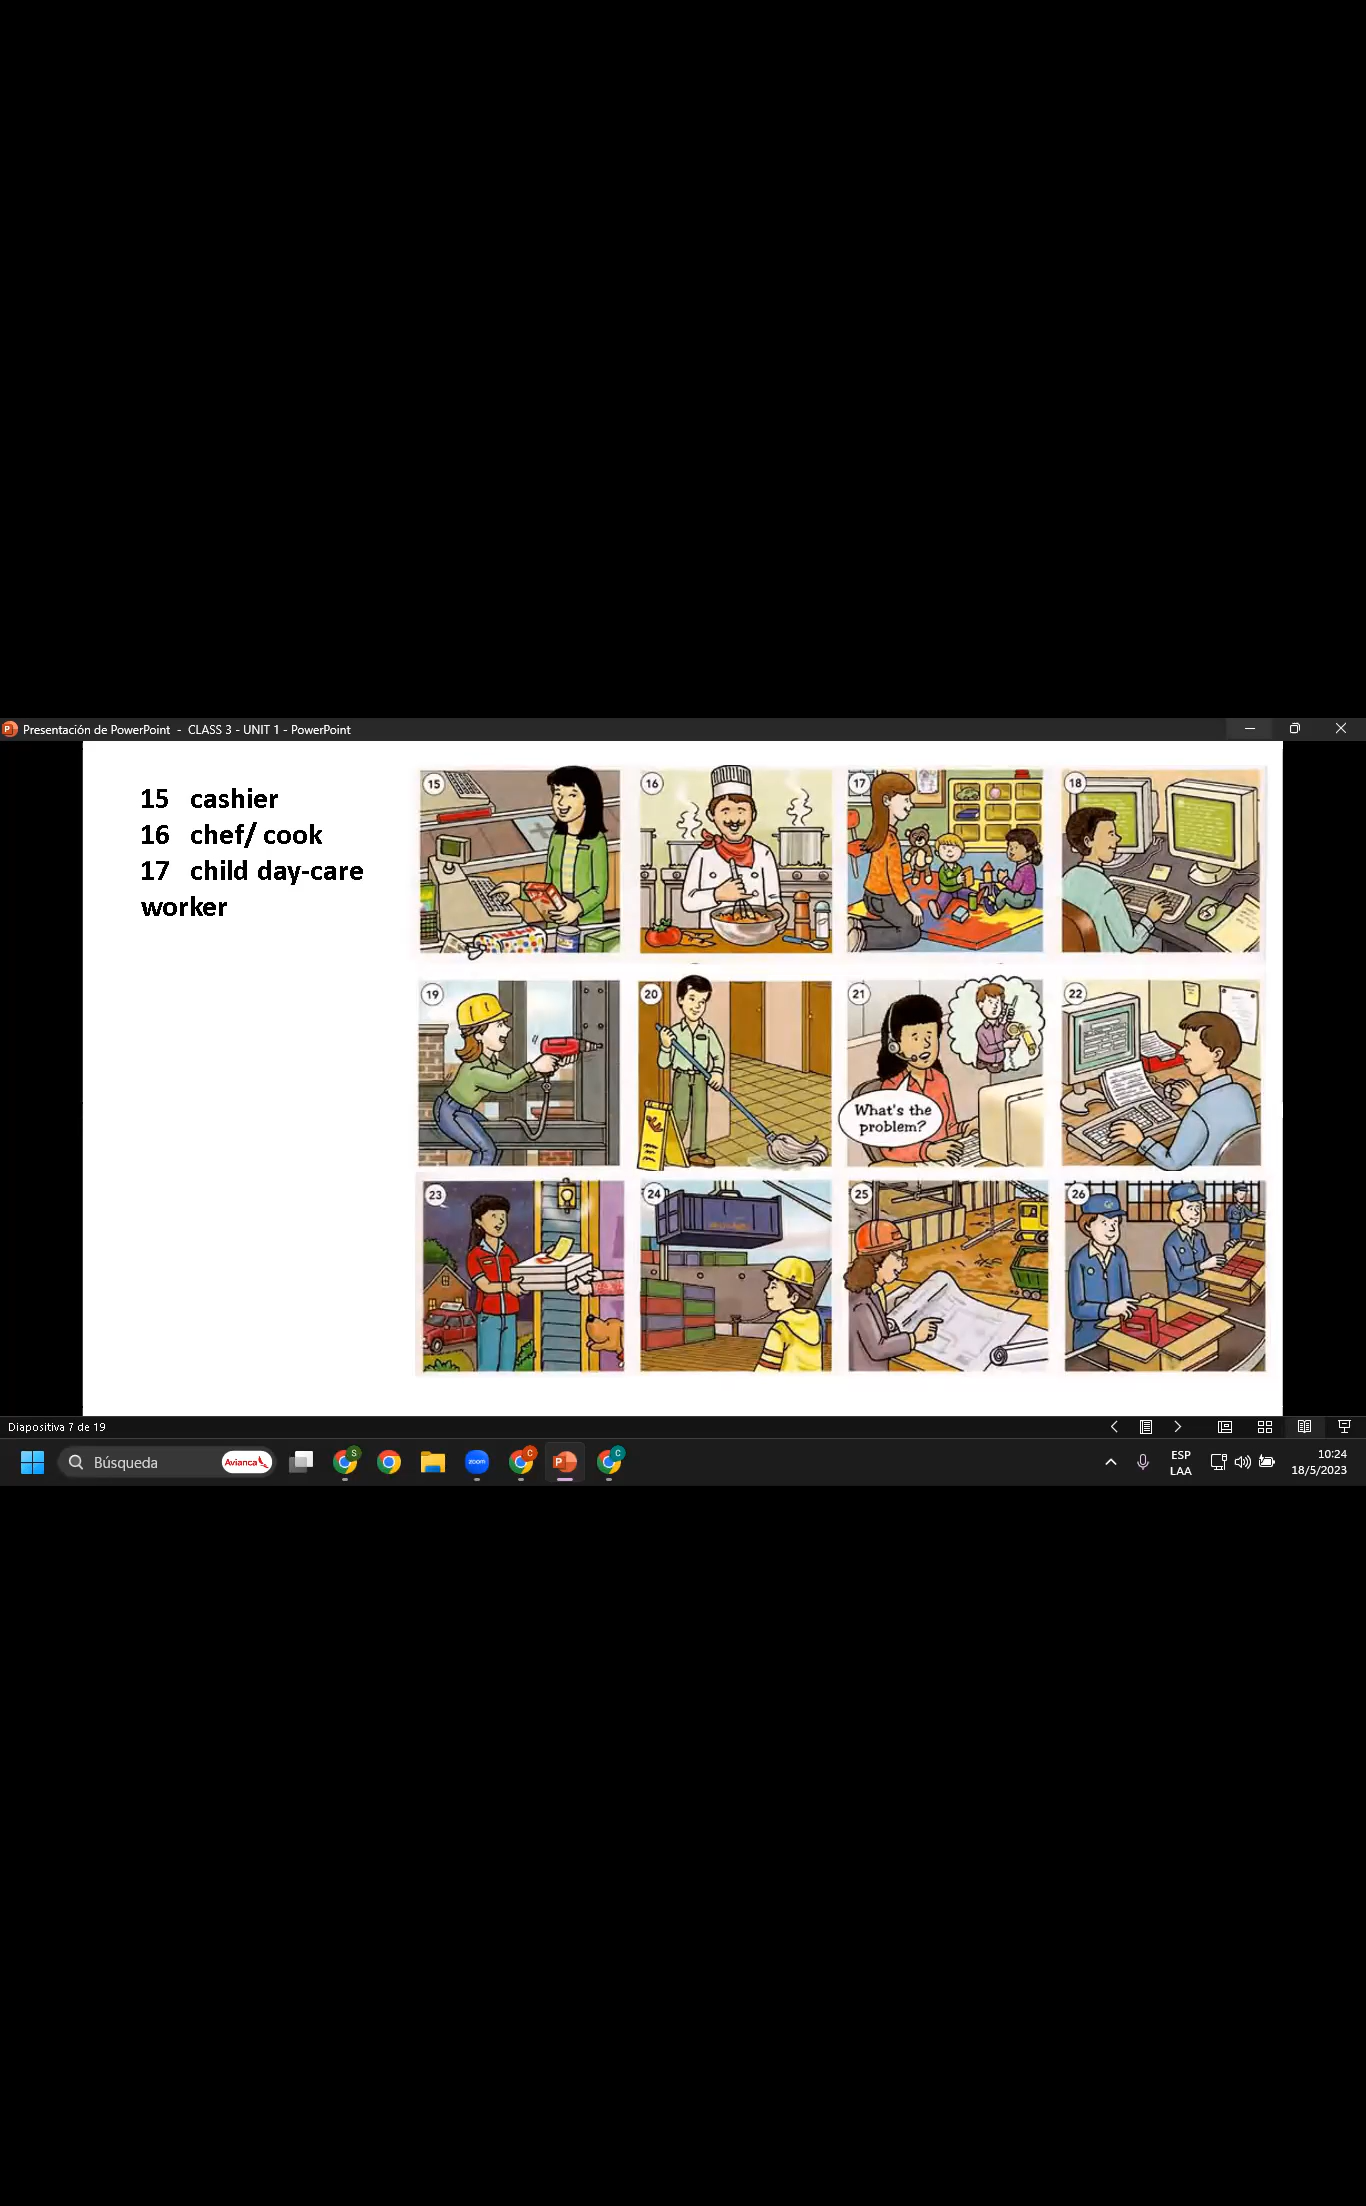 Presentación de PowerPoint - CLASS 3 - UNIT 1 - PowerPoint
15 cashier
16 chef/ cook
17 child day-care
worker
15
16
17
18
19
20
21
22
What's the
problem?
23
24
25
26
Diapositiva 7 de 19
Búsqueda
Avianca
S
zoom
C
C
ESP
LAA
10:24
18/5/2023